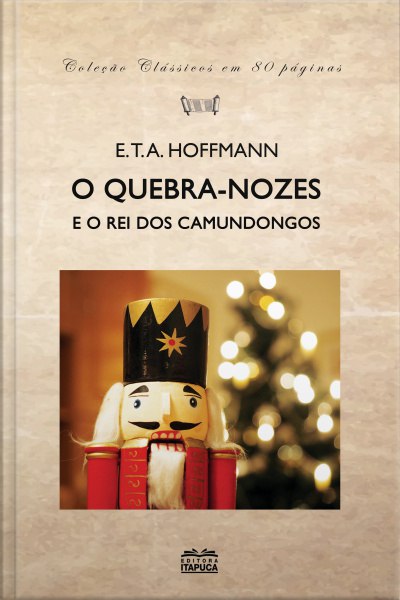 Coleção Clássicos em 80 páginas
E.T.A. HOFFMANN
O QUEBRA-NOZES
E O REI DOS CAMUNDONGOS
EDITORA
ITAPUCA